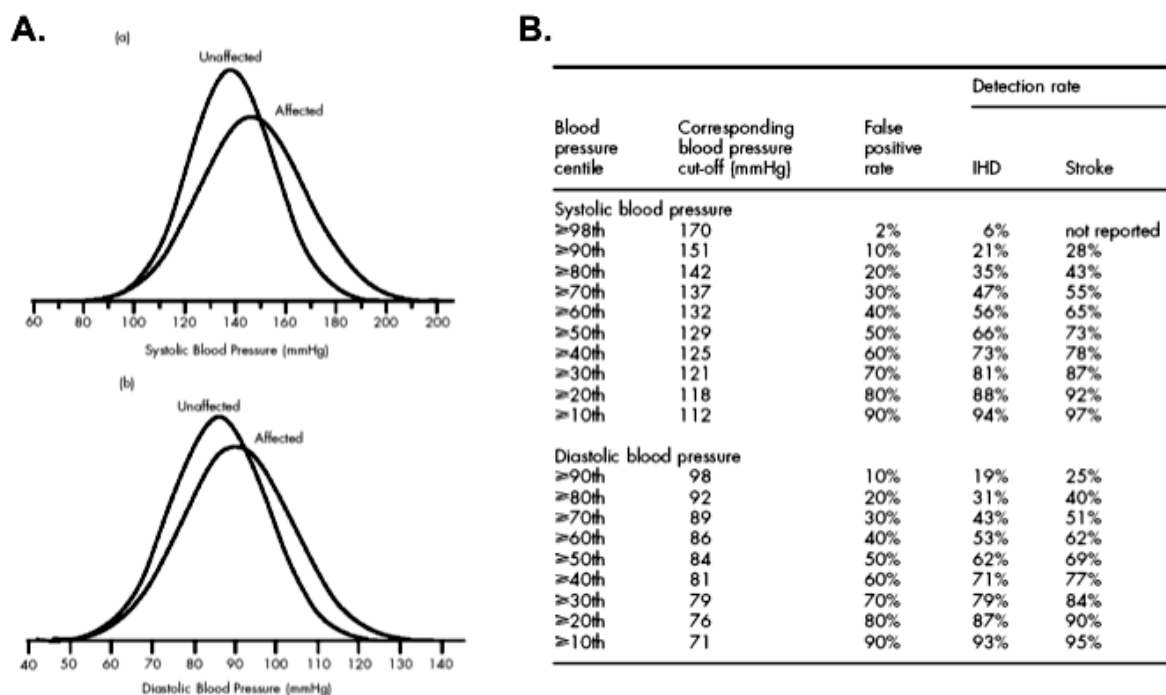 A.
(a)
Unaffected
Affected
60 80 100 120 140 160 180 200
Systolic Blood Pressure (mmHg)
(b)
Unaffected
Affected
40 50 60 70 80 90 100 110 120 130 140
Diastolic Blood Pressure (mmHg)
B.
Detection rate
Blood Corresponding False
pressure blood pressure positive
centile cut-off (mmHg) rate IHD Stroke
Systolic blood pressure
≥98th 170 2% 6% not reported
≥90th 151 10% 21% 28%
≥80th 142 20% 35% 43%
≥70th 137 30% 47% 55%
≥60th 132 40% 56% 65%
≥50th 129 50% 66% 73%
≥40th 125 60% 73% 78%
≥30th 121 70% 81% 87%
≥20th 118 80% 88% 92%
≥10th 112 90% 94% 97%
Diastolic blood pressure
≥90th 98 10% 19% 25%
≥80th 92 20% 31% 40%
≥70th 89 30% 43% 51%
≥60th 86 40% 53% 62%
≥50th 84 50% 62% 69%
≥40th 81 60% 71% 77%
≥30th 79 70% 79% 84%
≥20th 76 80% 87% 90%
≥10th 71 90% 93% 95%